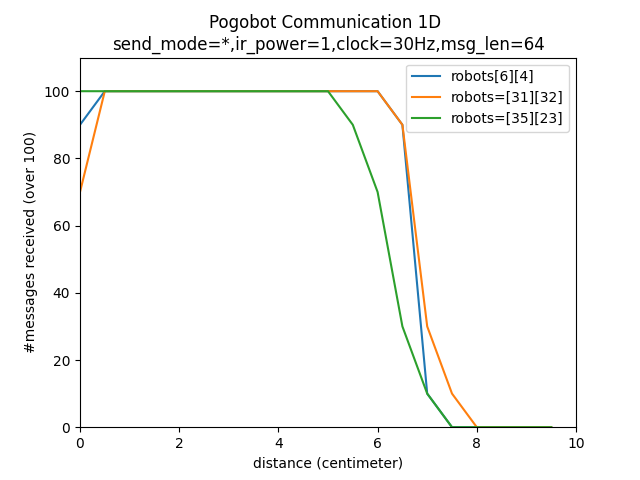 Pogobot Communication 1D
send_mode=*,ir_power=1,clock=30Hz,msg_len=64
robots[6][4]
robots=[31][32]
robots=[35][23]
#messages received (over 100)
100
80
60
40
20
0
0 2 4 6 8 10
distance (centimeter)